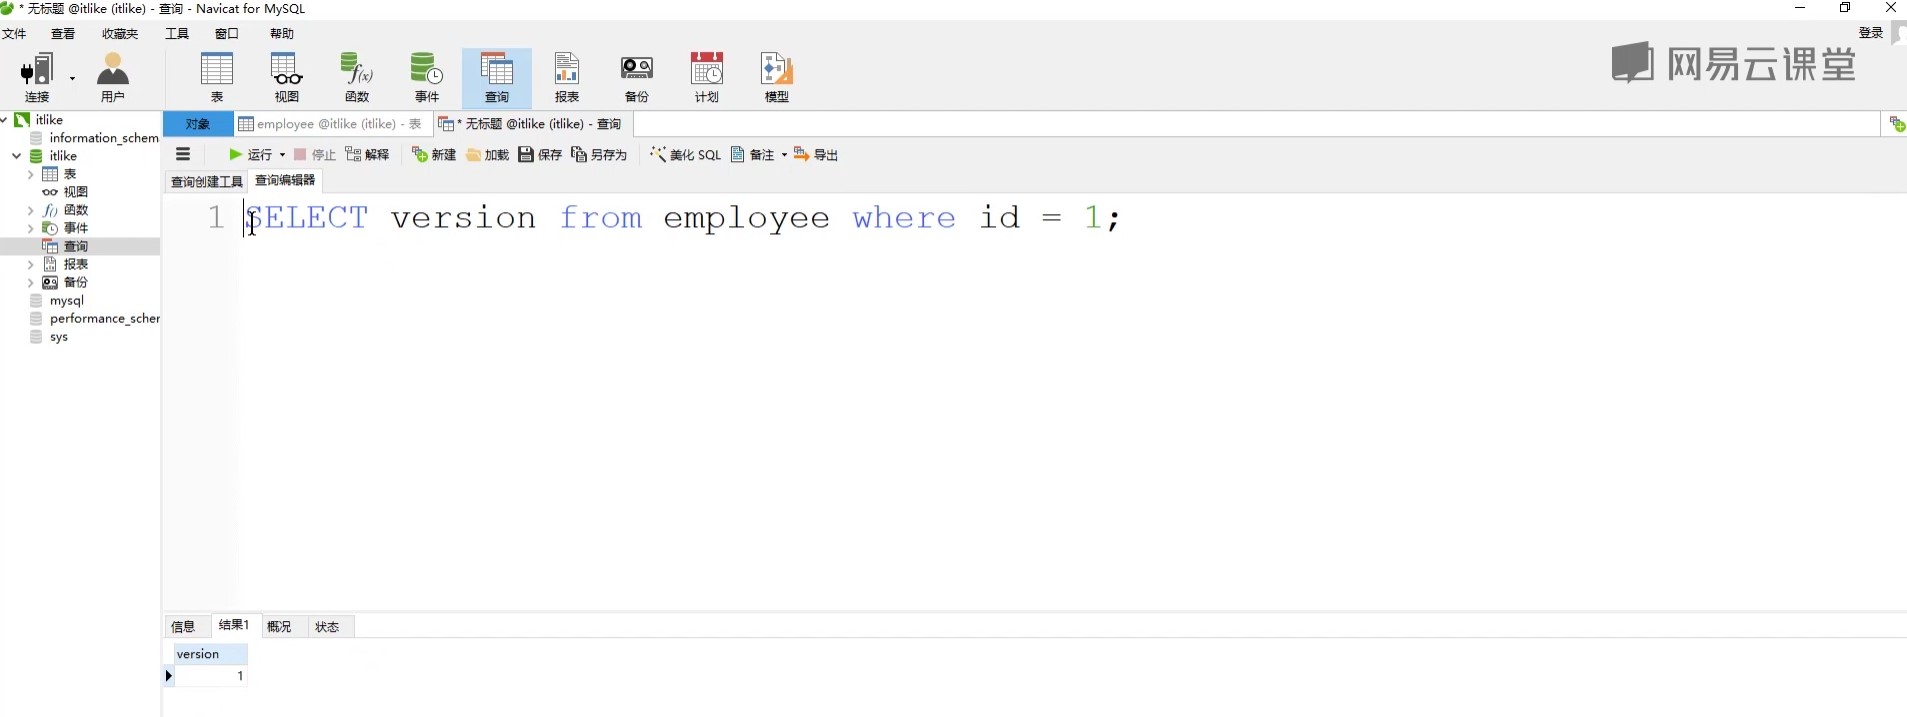 * 无标题 @itlike (itlike) - 查询 - Navicat for MySQL
文件 查看 收藏夹 工具 窗口 帮助 登录
连接 用户 表 视图 函数 事件 查询 报表 备份 计划 模型
网易云课堂
itlike
information_schem
itlike
表
视图
函数
事件
查询
报表
备份
mysql
performance_scher
sys
对象 employee @itlike (itlike) - 表 * 无标题 @itlike (itlike) - 查询
运行 停止 解释 新建 加载 保存 另存为 美化 SQL 备注 导出
查询创建工具 查询编辑器
1 SELECT version from employee where id = 1;
信息 结果1 概况 状态
version
1